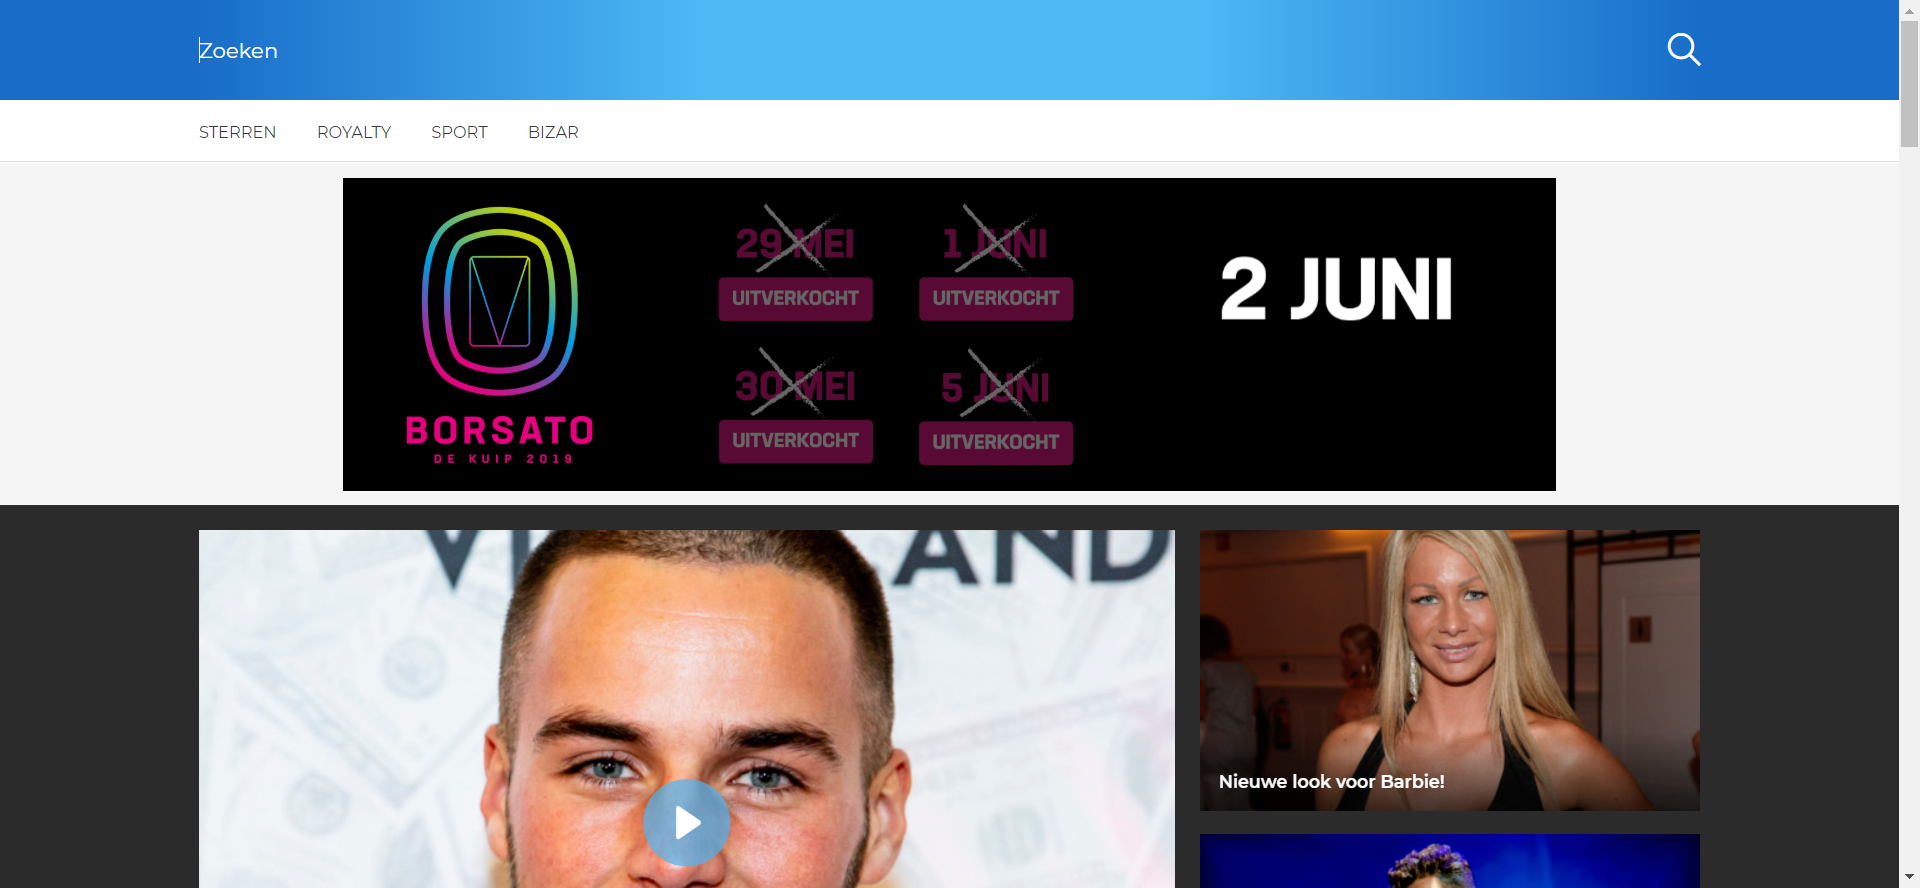 Zoeken
STERREN ROYALTY SPORT BIZAR
29 MEI
UITVERKOCHT
1 JUNI
UITVERKOCHT
30 MEI
UITVERKOCHT
5 JUNI
UITVERKOCHT
2 JUNI
BORSATO
DE KUIP 2019
LAND
Nieuwe look voor Barbie!